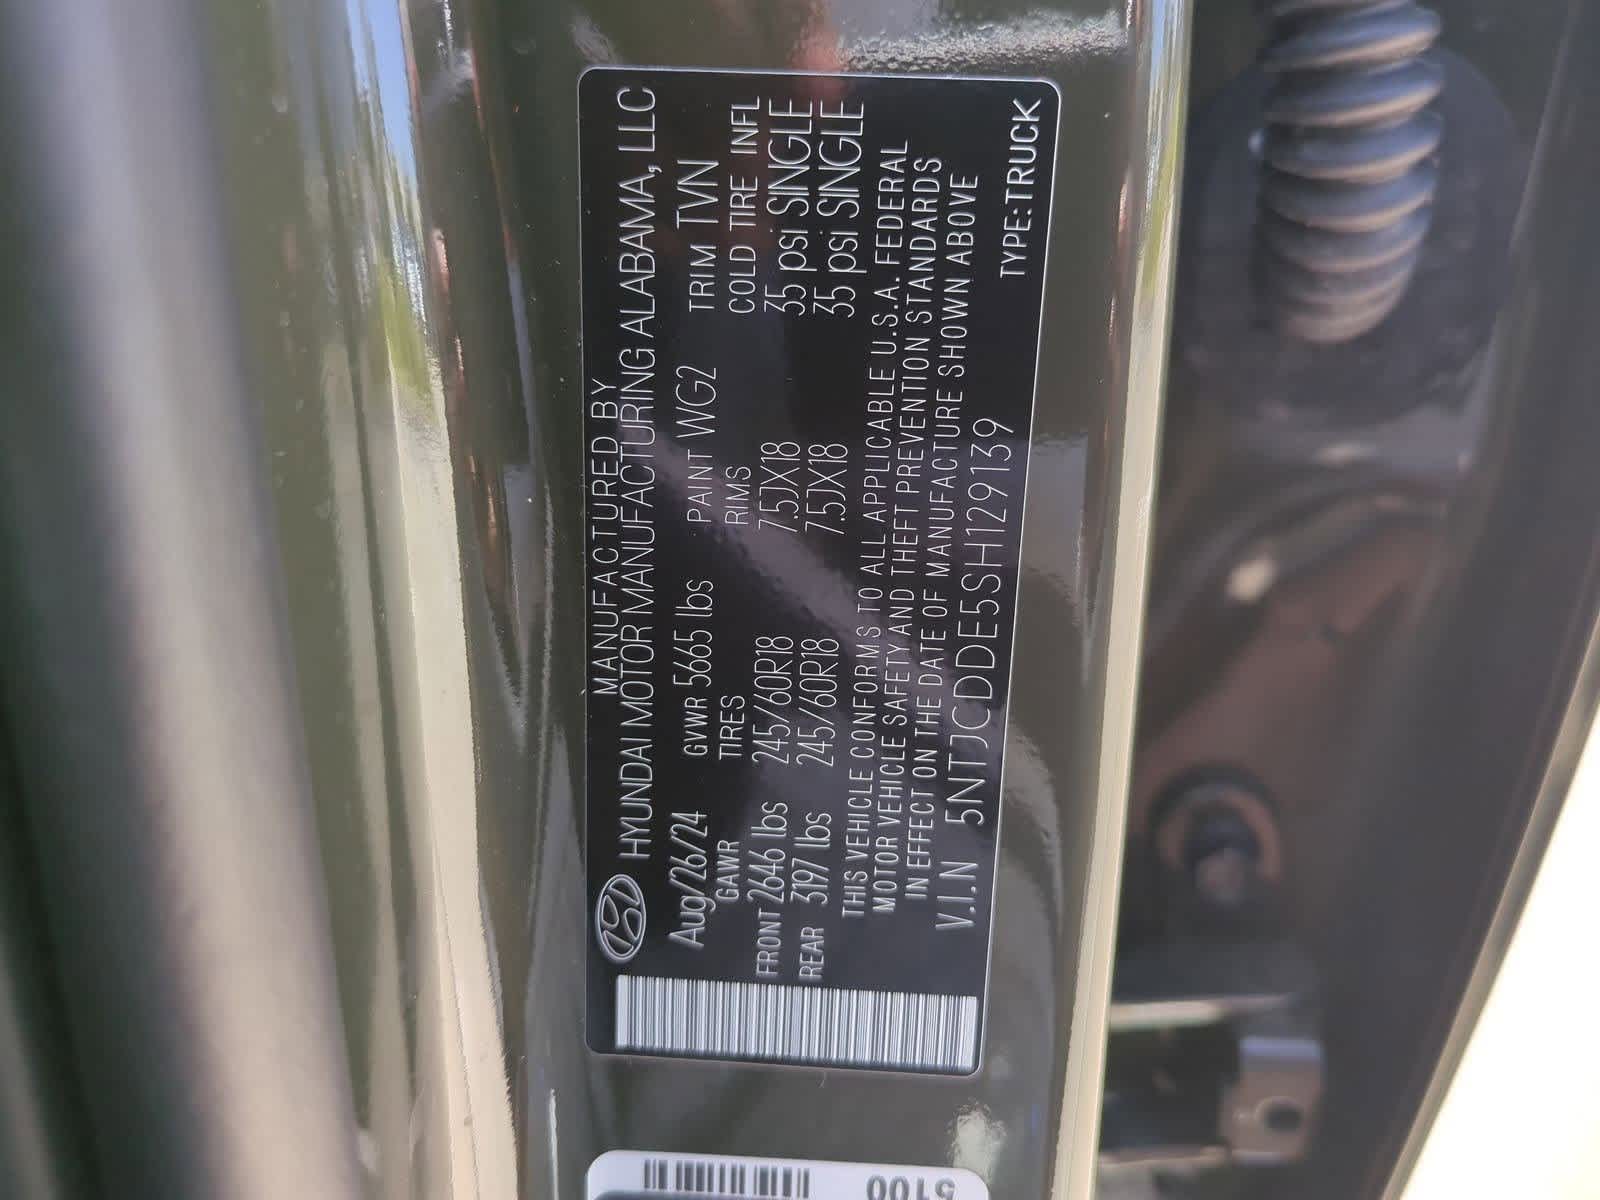 MANUFACTURED BY
HYUNDAI MOTOR MANUFACTURING ALABAMA, LLC
Aug/26/24 GVWR 5665 lbs PAINT WG2 TRIM TVN
GAWR TIRES RIMS COLD TIRE INFL
FRONT 2646 lbs 245/60R18 7.5JX18 35 psi SINGLE
REAR 3197 lbs 245/60R18 7.5JX18 35 psi SINGLE
THIS VEHICLE CONFORMS TO ALL APPLICABLE U.S.A. FEDERAL
MOTOR VEHICLE SAFETY AND THEFT PREVENTION STANDARDS
IN EFFECT ON THE DATE OF MANUFACTURE SHOWN ABOVE
V.I.N 5NTJCDDE5SH129139
TYPE:TRUCK
5100